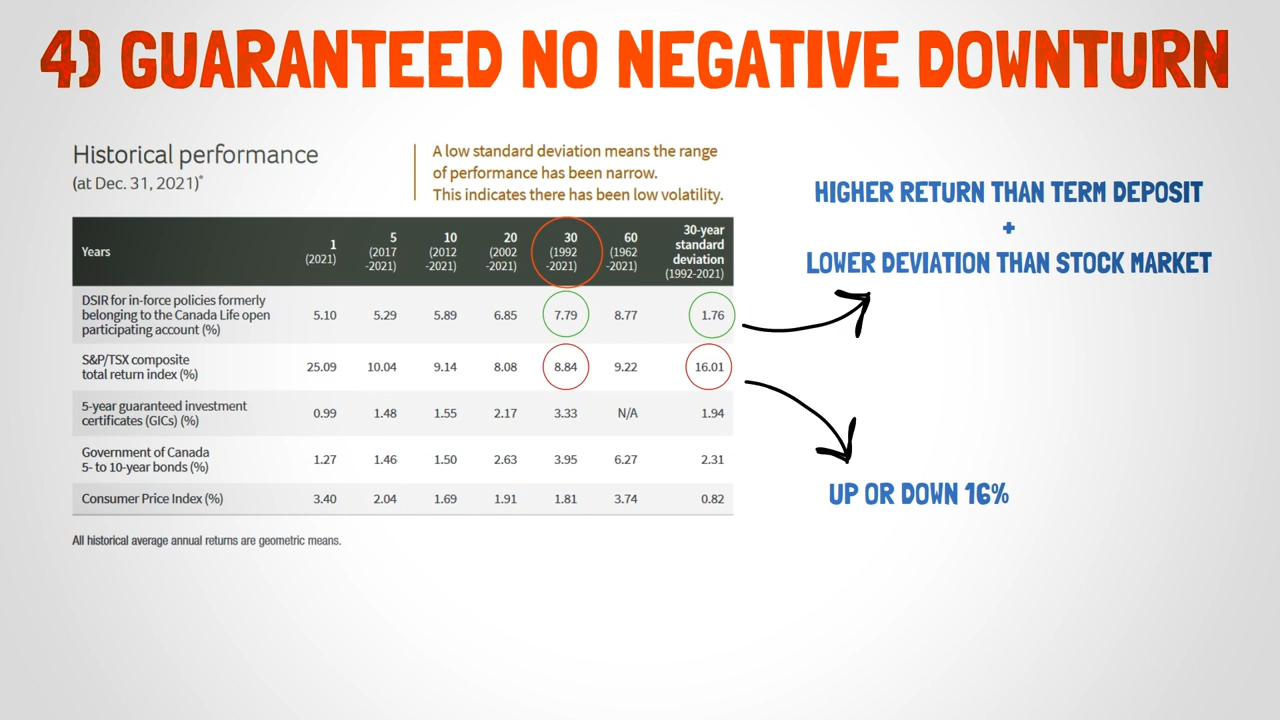 4) GUARANTEED NO NEGATIVE DOWNTURN
Historical performance
(at Dec. 31, 2021)*
A low standard deviation means the range
of performance has been narrow.
This indicates there has been low volatility.
Years
1
(2021)
5
(2017
-2021)
10
(2012
-2021)
20
(2002
-2021)
30
(1992
-2021)
60
(1962
-2021)
30-year
standard
deviation
(1992-2021)
DSIR for in-force policies formerly
belonging to the Canada Life open
participating account (%)
5.10 5.29 5.89 6.85 7.79 8.77 1.76
S&P/TSX composite
total return index (%)
25.09 10.04 9.14 8.08 8.84 9.22 16.01
5-year guaranteed investment
certificates (GICs) (%)
0.99 1.48 1.55 2.17 3.33 N/A 1.94
Government of Canada
5- to 10-year bonds (%)
1.27 1.46 1.50 2.63 3.95 6.27 2.31
Consumer Price Index (%) 3.40 2.04 1.69 1.91 1.81 3.74 0.82
All historical average annual returns are geometric means.
HIGHER RETURN THAN TERM DEPOSIT
+
LOWER DEVIATION THAN STOCK MARKET
UP OR DOWN 16%